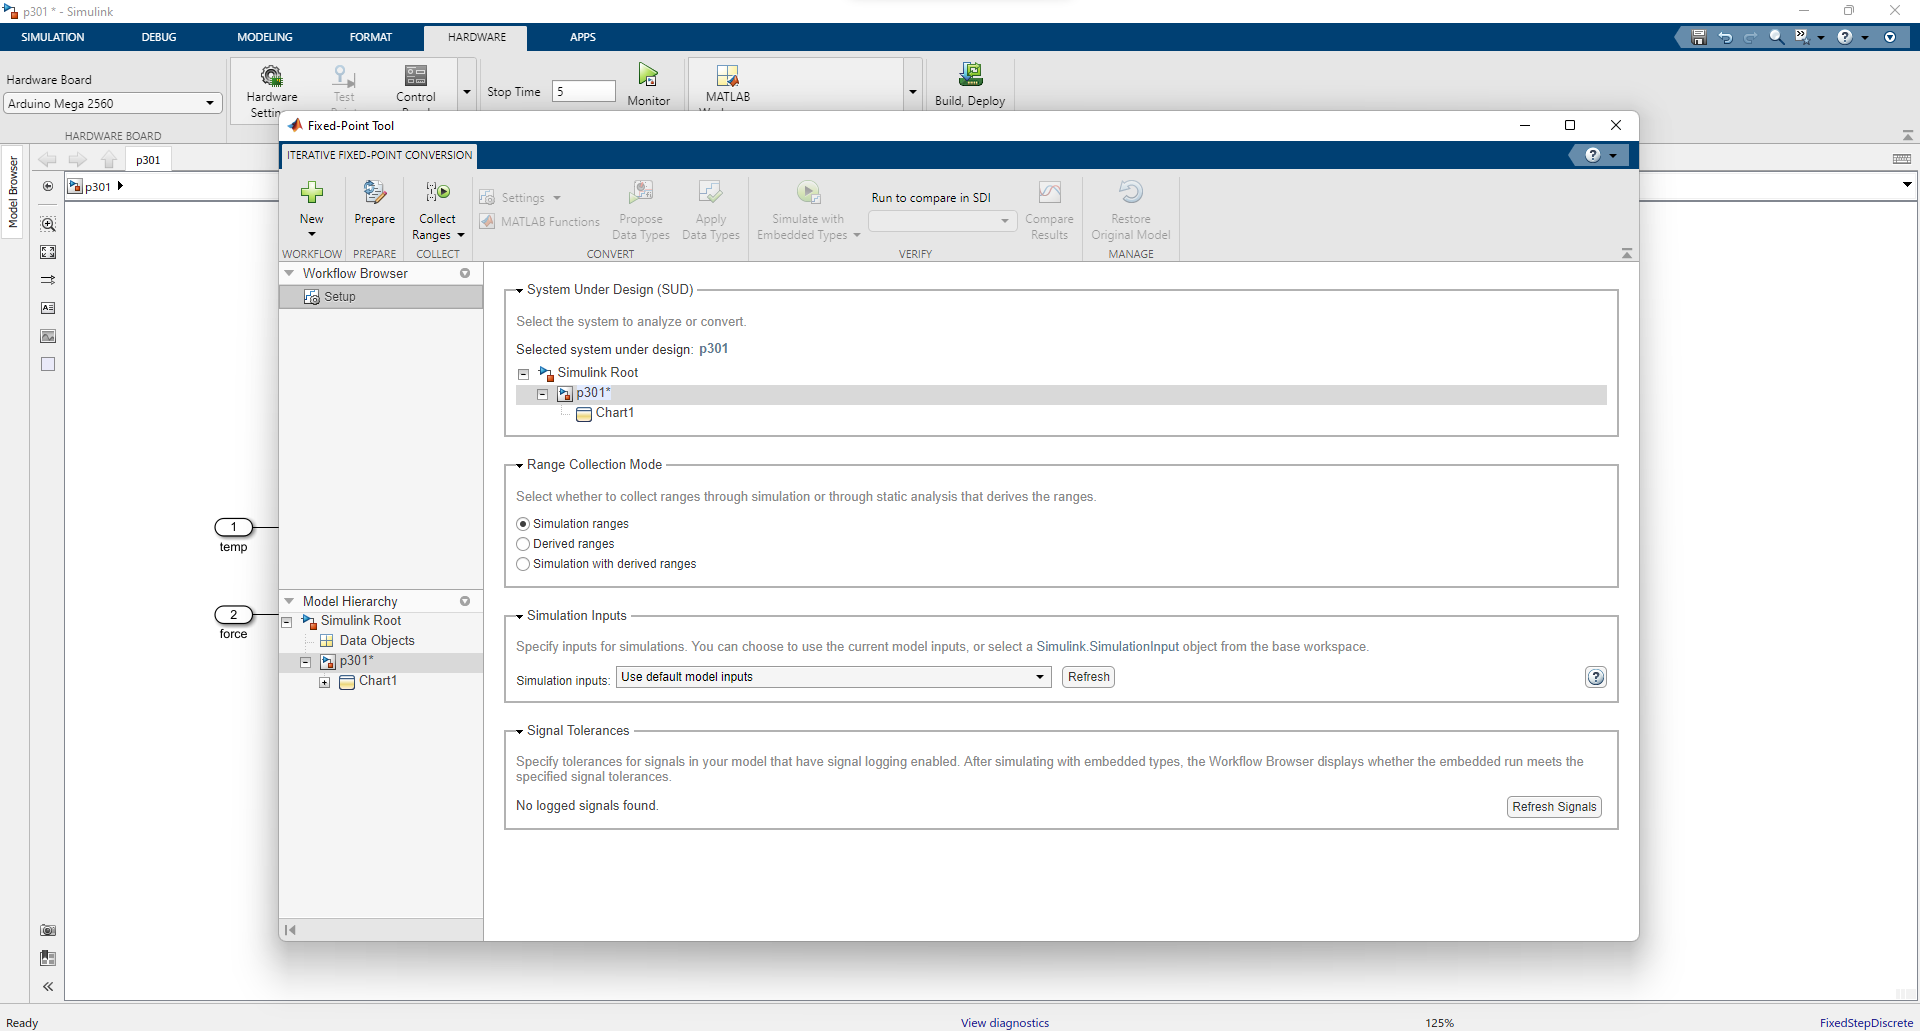 p301 * - Simulink
SIMULATION DEBUG MODELING FORMAT HARDWARE APPS
Hardware Board
Arduino Mega 2560
HARDWARE BOARD
Hardware
Test
Control
Stop Time 5
Monitor
MATLAB
Build, Deploy
Fixed-Point Tool
ITERATIVE FIXED-POINT CONVERSION
New
WORKFLOW
Prepare
PREPARE
Collect
Ranges
COLLECT
Settings
MATLAB Functions
Propose
Data Types
Apply
Data Types
CONVERT
Simulate with
Embedded Types
Run to compare in SDI
Compare
Results
VERIFY
Restore
Original Model
MANAGE
Model Browser
p301
p301
1
temp
2
force
Workflow Browser
Setup
Model Hierarchy
Simulink Root
Data Objects
p301*
Chart1
System Under Design (SUD)
Select the system to analyze or convert.
Selected system under design: p301
Simulink Root
p301*
Chart1
Range Collection Mode
Select whether to collect ranges through simulation or through static analysis that derives the ranges.
Simulation ranges
Derived ranges
Simulation with derived ranges
Simulation Inputs
Specify inputs for simulations. You can choose to use the current model inputs, or select a Simulink.SimulationInput object from the base workspace.
Simulation inputs: Use default model inputs Refresh
Signal Tolerances
Specify tolerances for signals in your model that have signal logging enabled. After simulating with embedded types, the Workflow Browser displays whether the embedded run meets the
specified signal tolerances.
No logged signals found.
Refresh Signals
Ready View diagnostics 125% FixedStepDiscrete